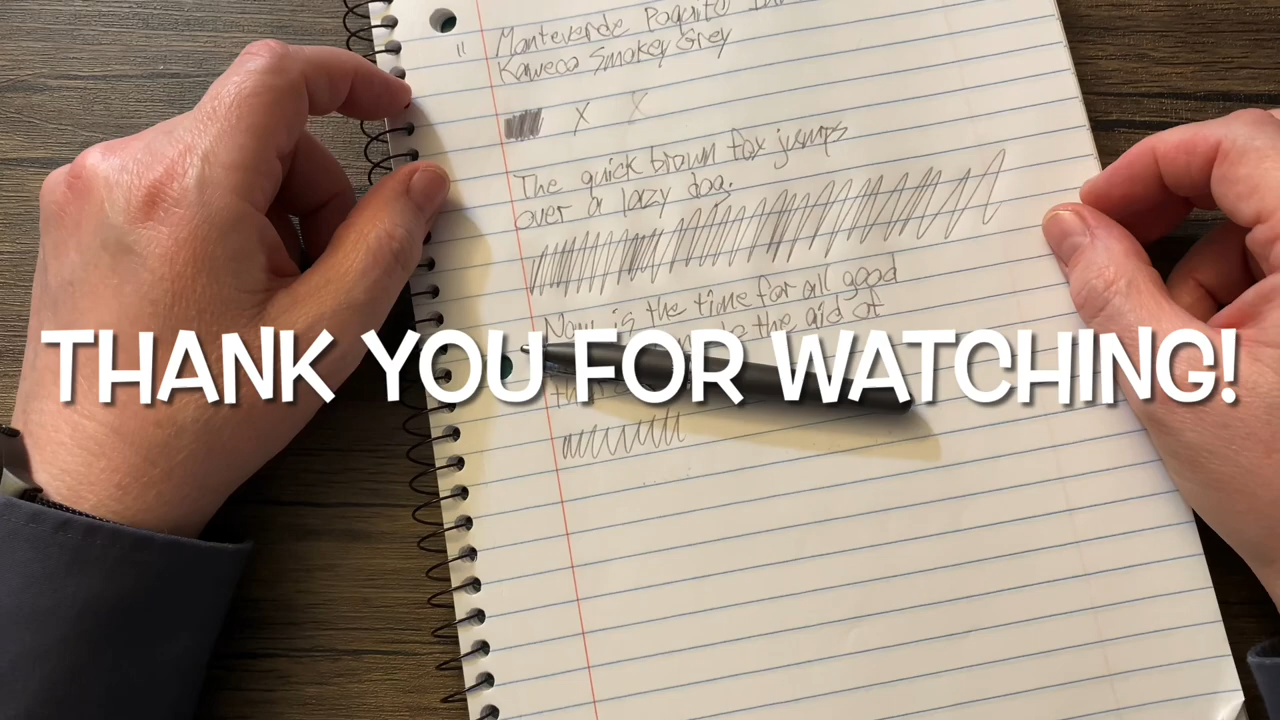 " Monteverde Poquito
Kaweco Smokey Grey
X X
The quick brown fox jumps
over a lazy dog.
Now is the time for all good
the aid of
THANK YOU FOR WATCHING!